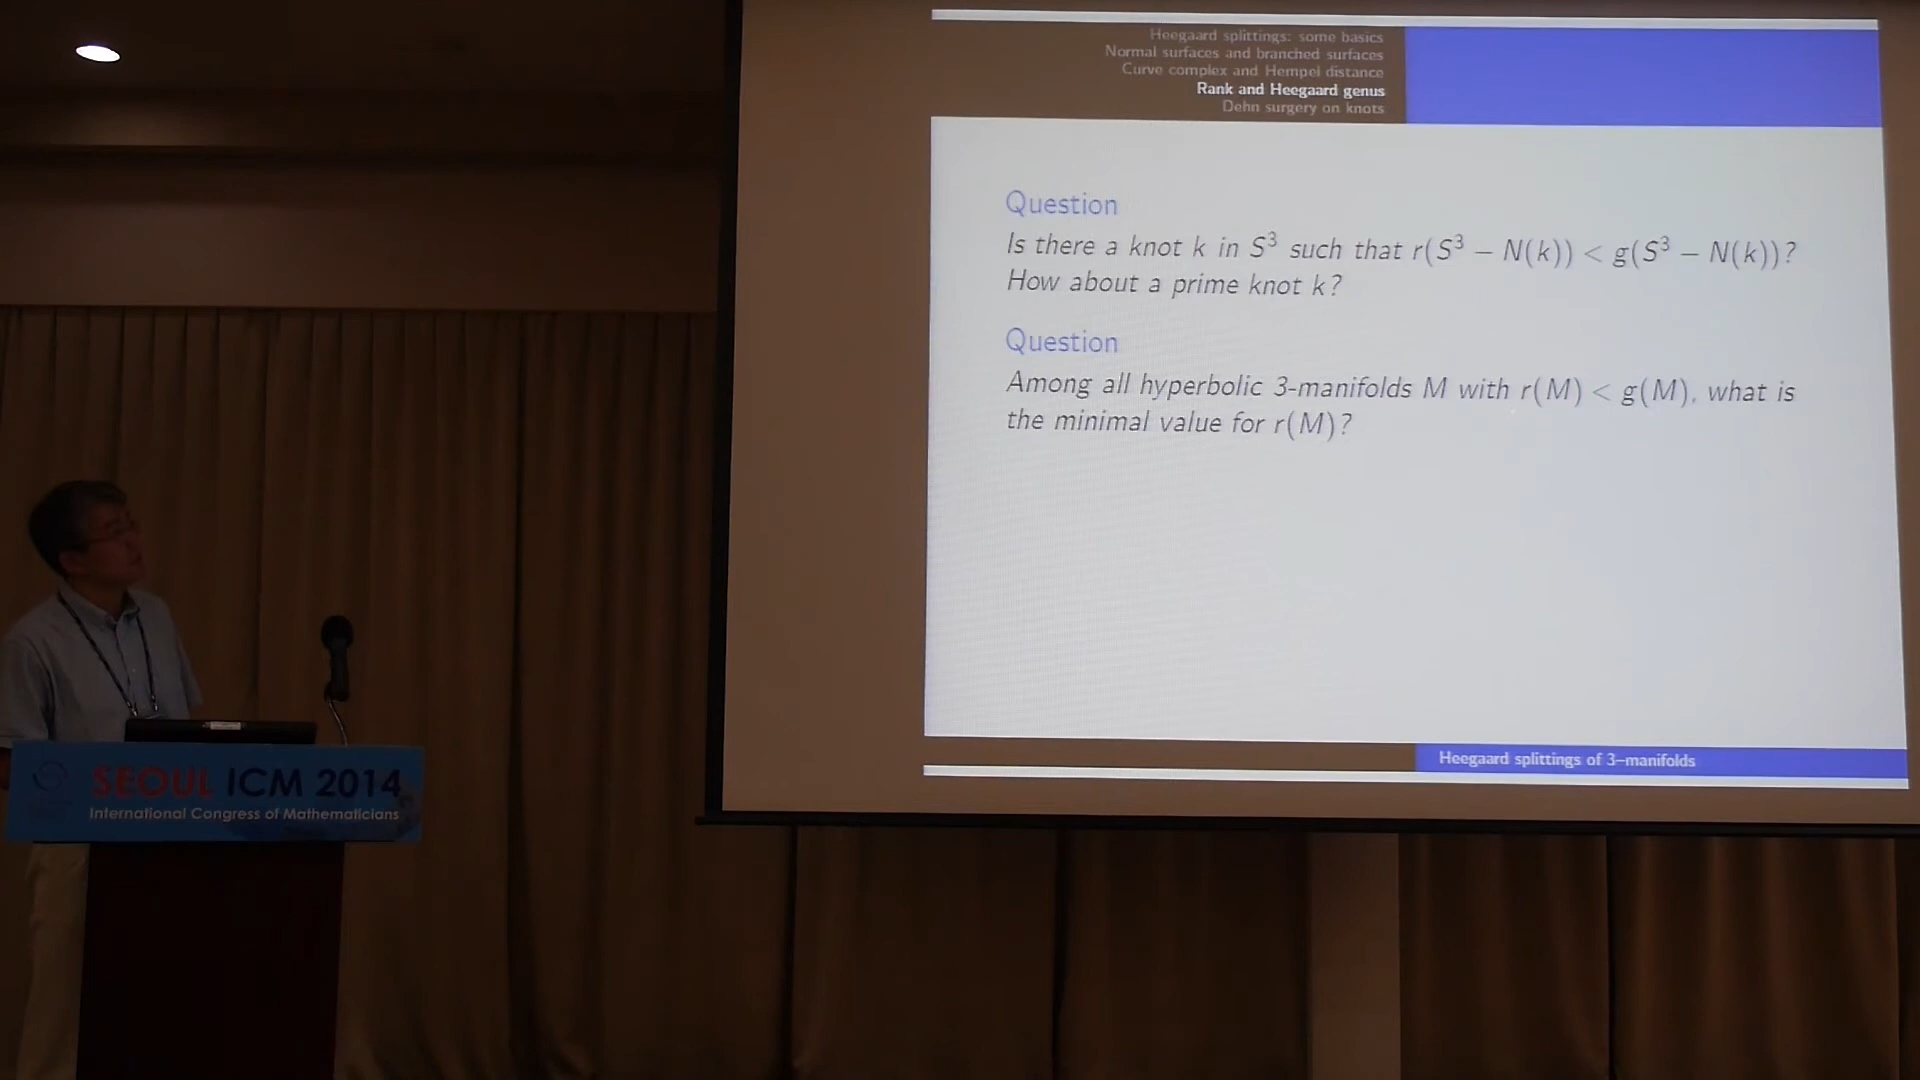 Heegaard splittings: some basics
Normal surfaces and branched surfaces
Curve complex and Hempel distance
Rank and Heegaard genus
Dehn surgery on knots
Question
Is there a knot k in S³ such that r(S³ − N(k)) < g(S³ − N(k))?
How about a prime knot k?
Question
Among all hyperbolic 3-manifolds M with r(M) < g(M), what is
the minimal value for r(M)?
Heegaard splittings of 3–manifolds
SEOUL ICM 2014
International Congress of Mathematicians